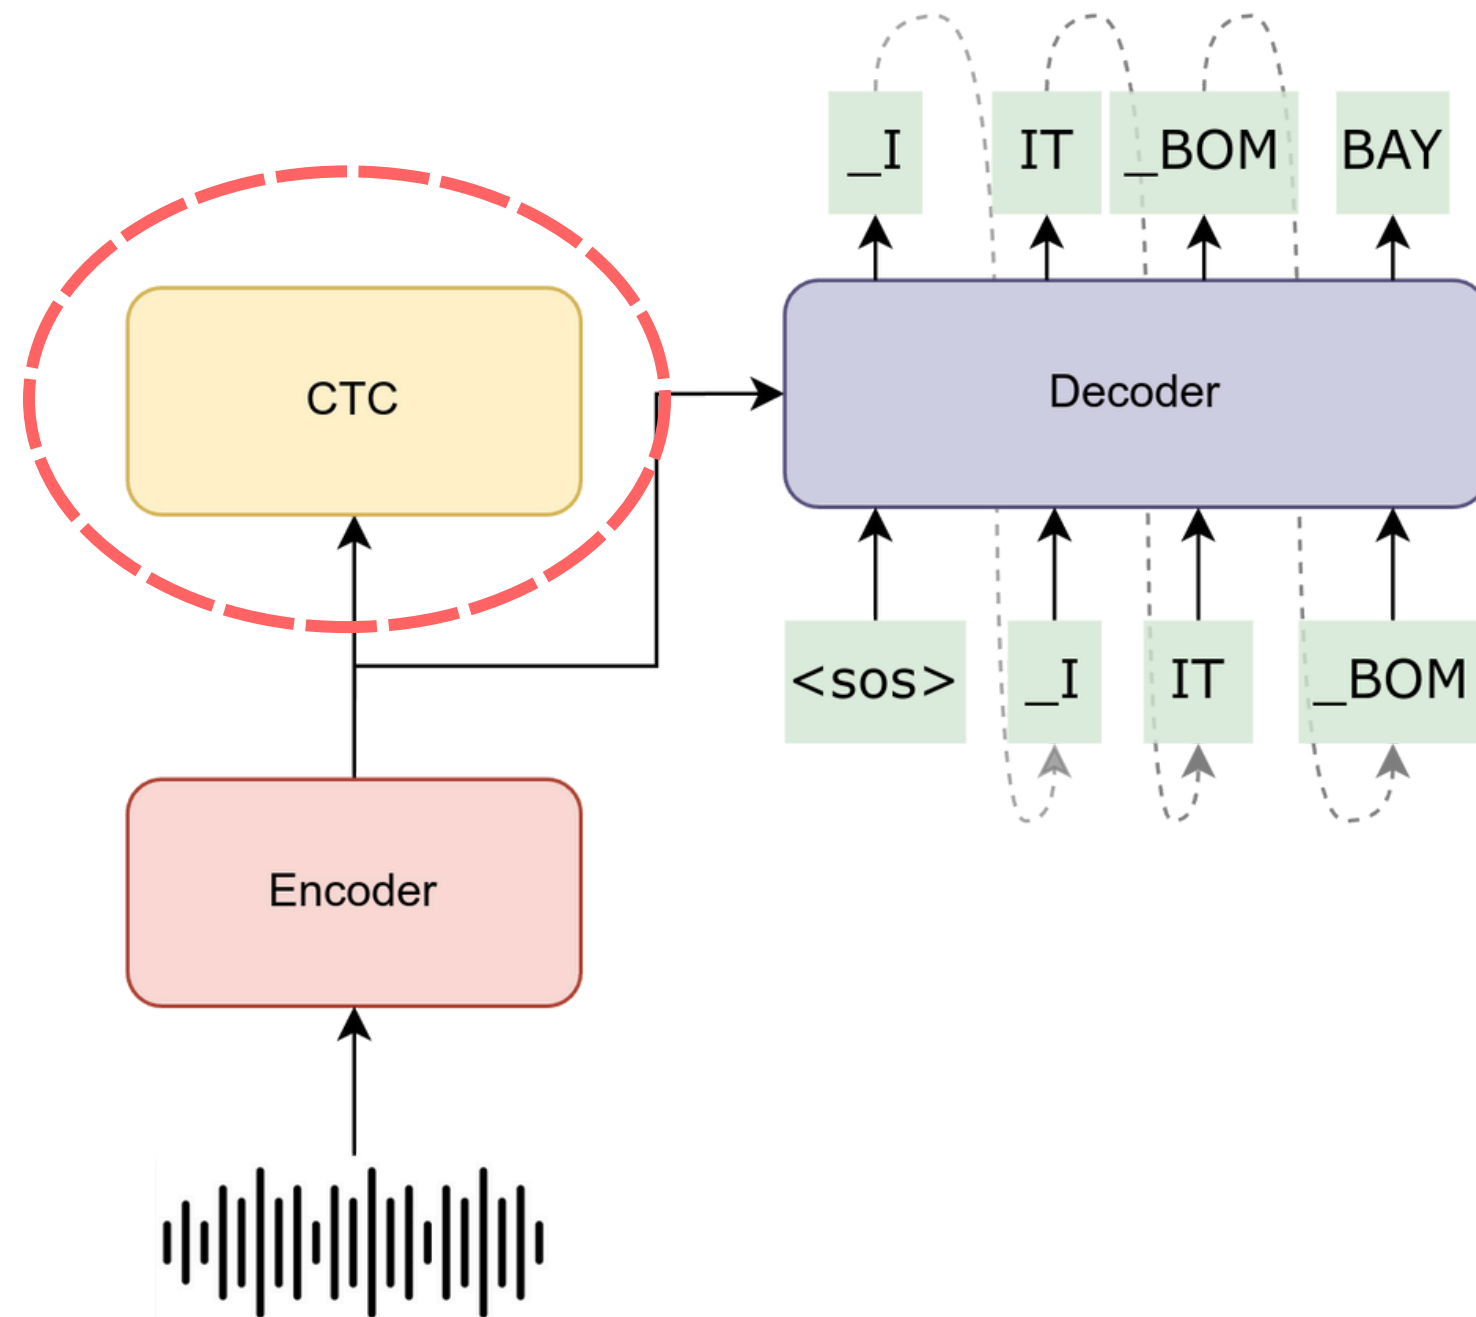 _I IT _BOM BAY
CTC
Decoder
<sos> _I IT _BOM
Encoder